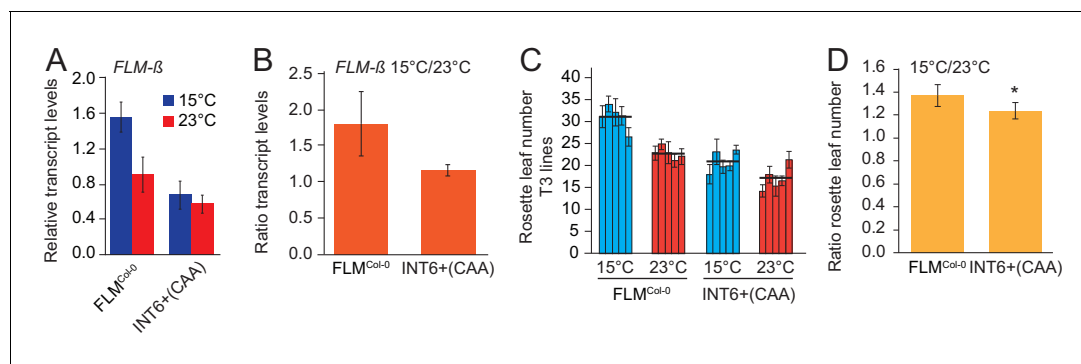 A
FLM-ß
15°C
23°C
Relative transcript levels
2.0
1.6
1.2
0.8
0.4
0.0
FLMCol-0
INT6+(CAA)
B
FLM-ß 15°C/23°C
Ratio transcript levels
2.5
2.0
1.5
1.0
0.5
0.0
FLMCol-0
INT6+(CAA)
C
Rosette leaf number
T3 lines
40
35
30
25
20
15
10
5
0
15°C 23°C 15°C 23°C
FLMCol-0 INT6+(CAA)
D
15°C/23°C
*
Ratio rosette leaf number
1.6
1.4
1.2
1.0
0.8
0.6
0.4
0.2
0.0
FLMCol-0
INT6+(CAA)